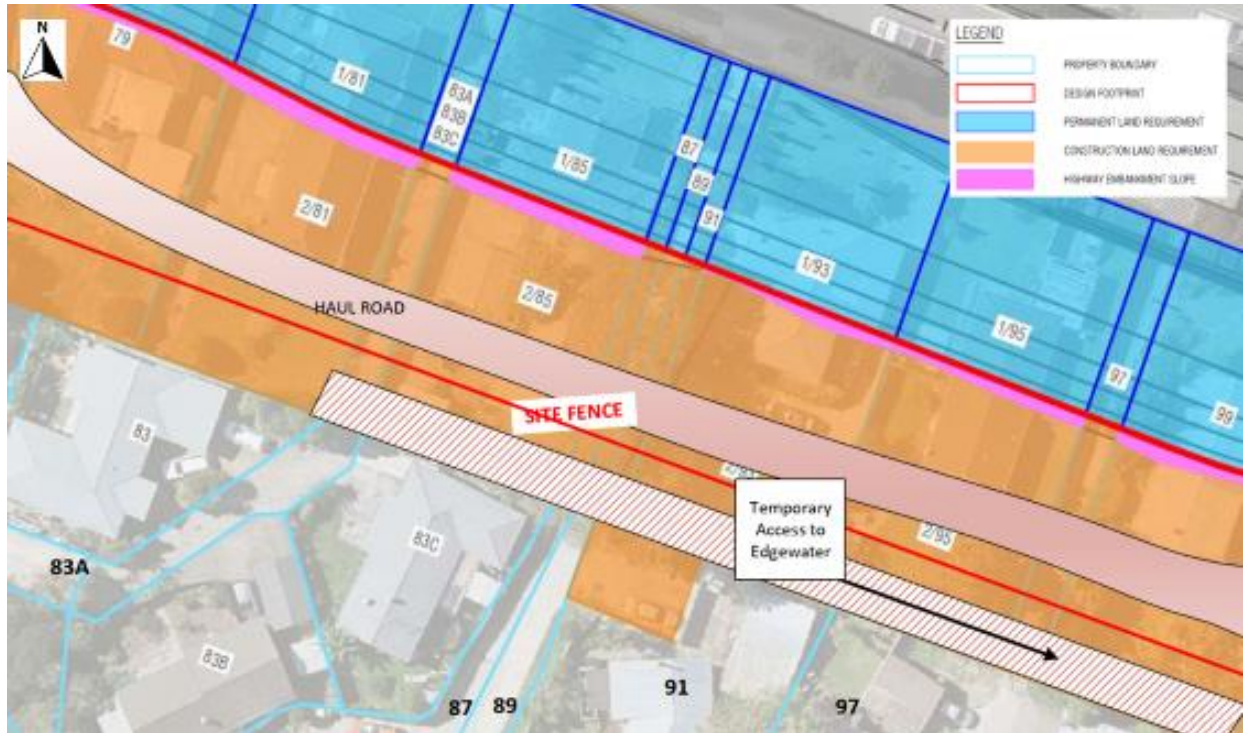 N
79
1/81
83A
83B
83C
1/85
87
89
91
1/93
1/95
97
99
LEGEND
PROPERTY BOUNDARY
DESIGN FOOTPRINT
PERMANENT LAND REQUIREMENT
CONSTRUCTION LAND REQUIREMENT
HIGHWAY EMBANKMENT SLOPE
2/81
2/85
HAUL ROAD
SITE FENCE
2/95
Temporary
Access to
Edgewater
83
83C
83A
83B
87
89
91
97